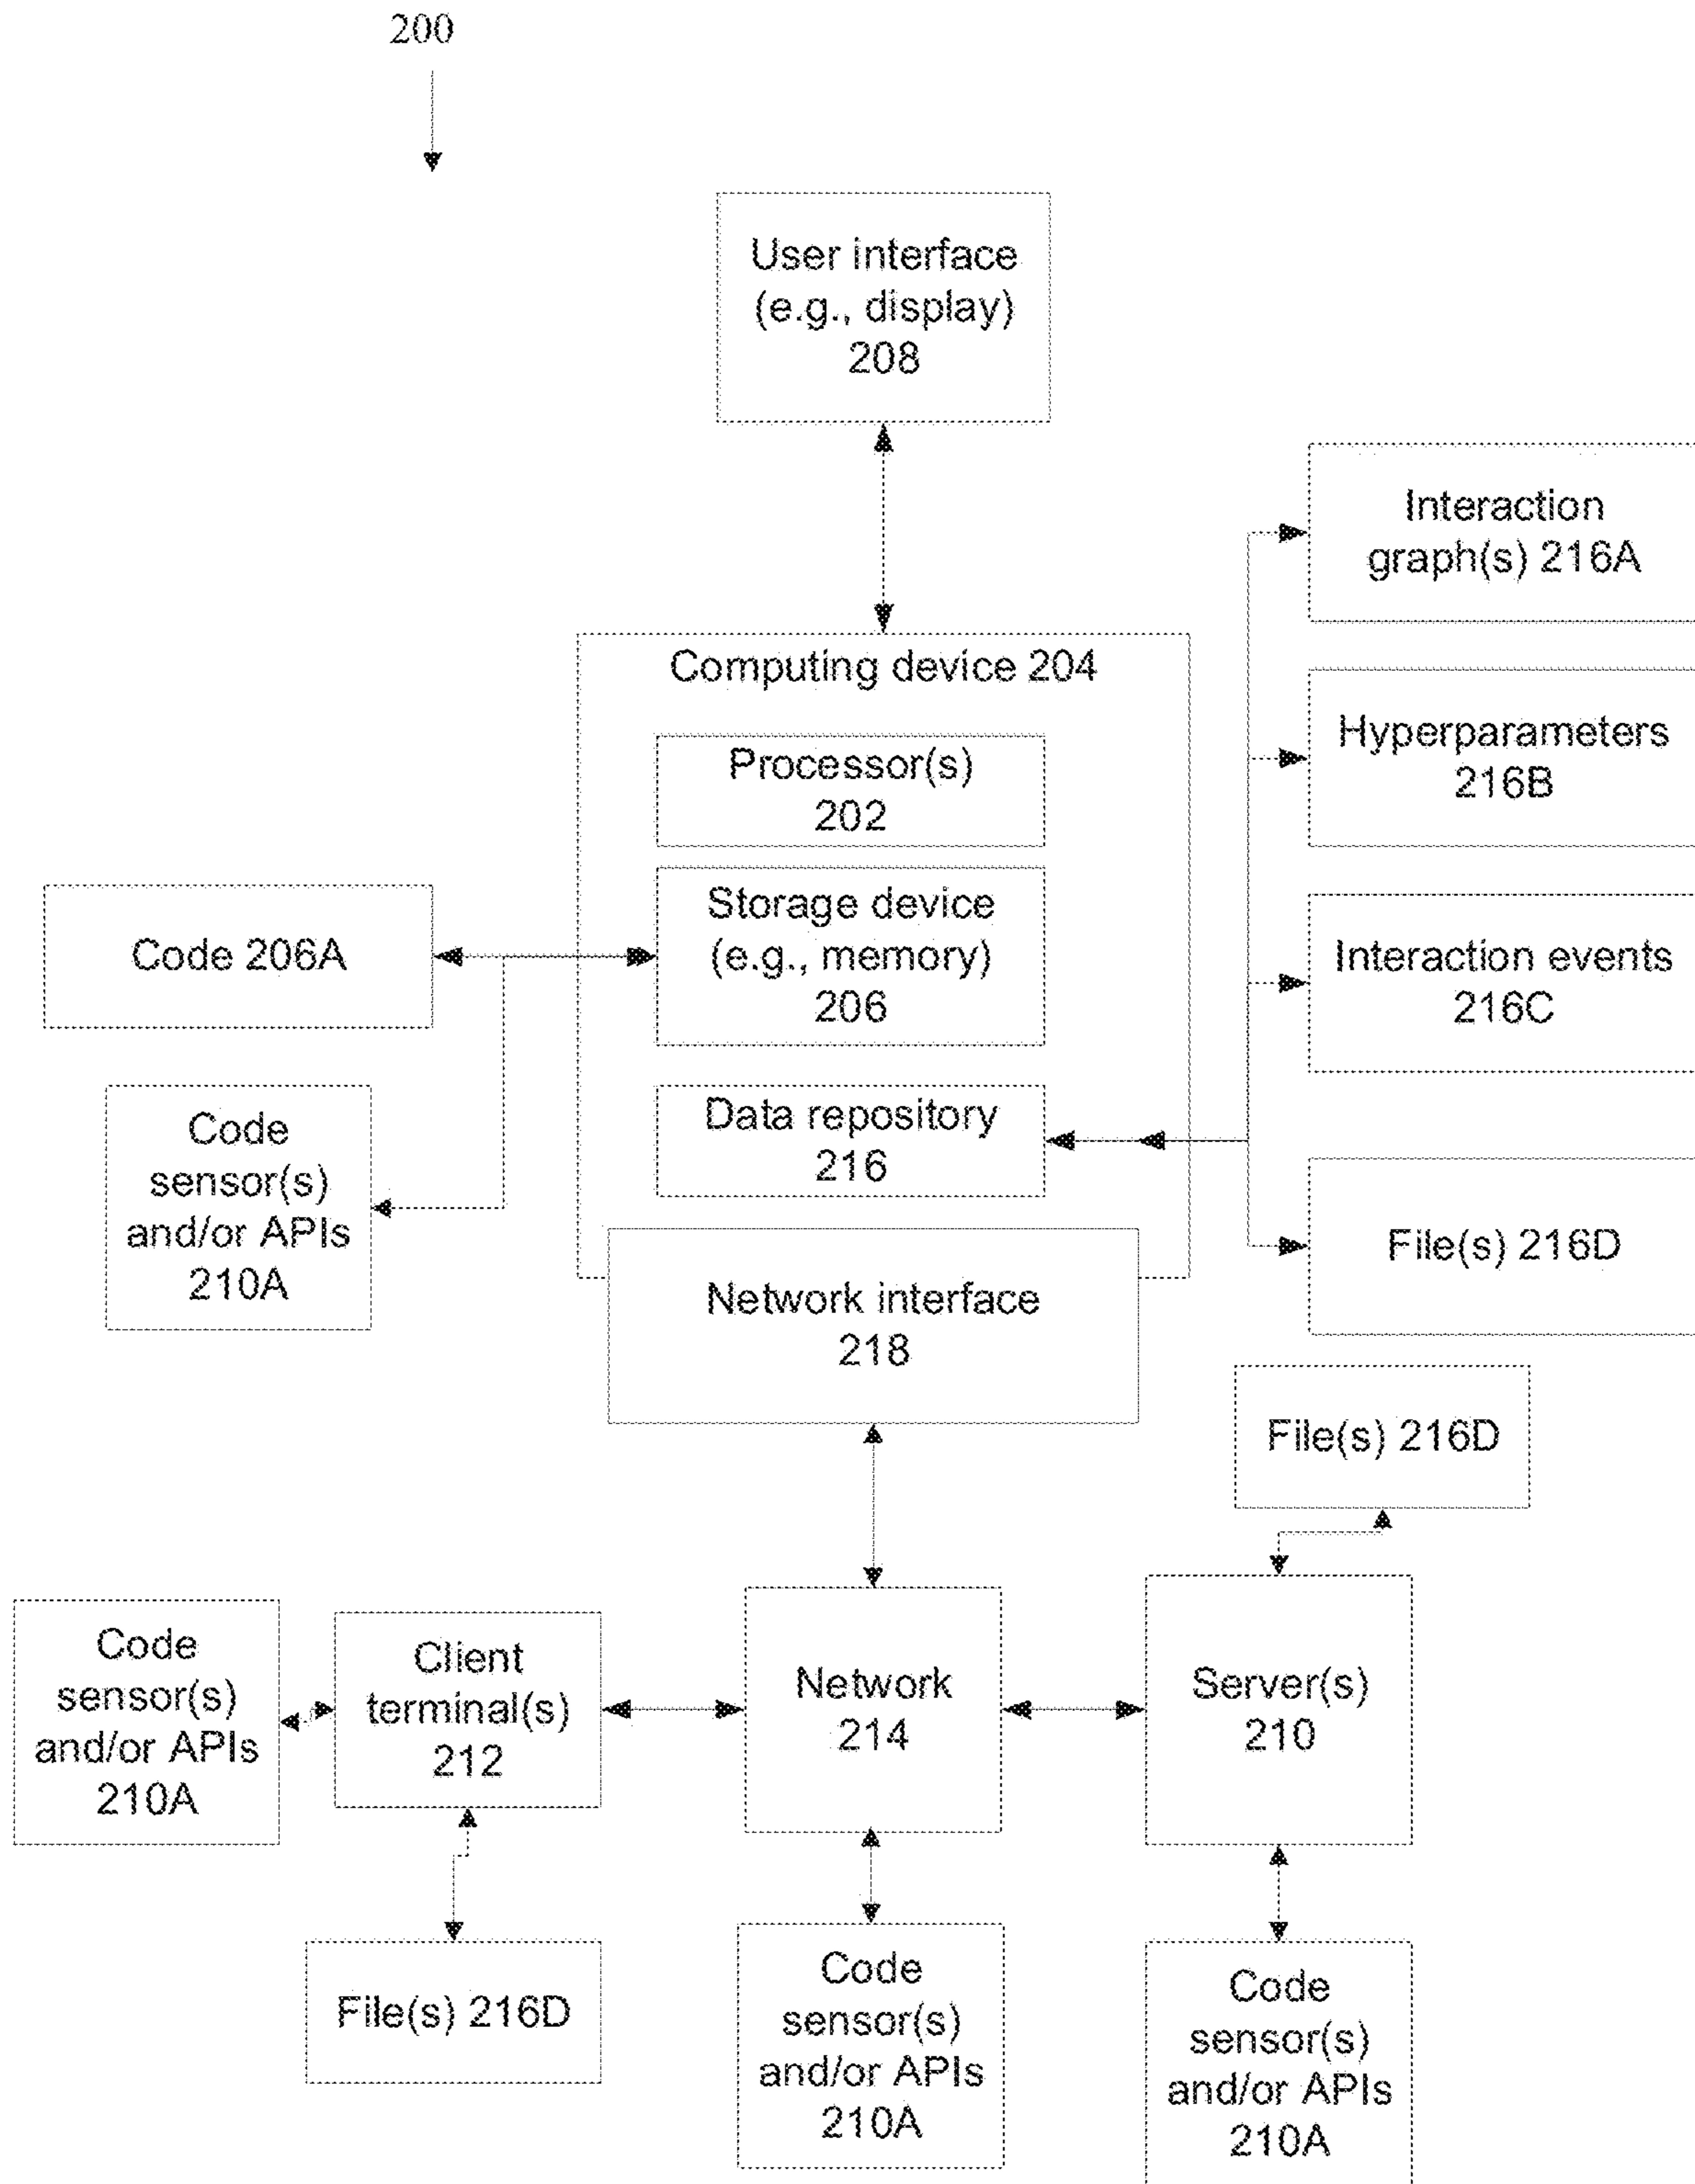 200
User interface
(e.g., display)
208
Interaction
graph(s) 216A
Computing device 204
Hyperparameters
216B
Processor(s)
202
Storage device
(e.g., memory)
206
Code 206A
Interaction events
216C
Data repository
216
Code
sensor(s)
and/or APIs
210A
File(s) 216D
Network interface
218
File(s) 216D
Code
sensor(s)
and/or APIs
210A
Client
terminal(s)
212
Network
214
Server(s)
210
File(s) 216D
Code
sensor(s)
and/or APIs
210A
Code
sensor(s)
and/or APIs
210A